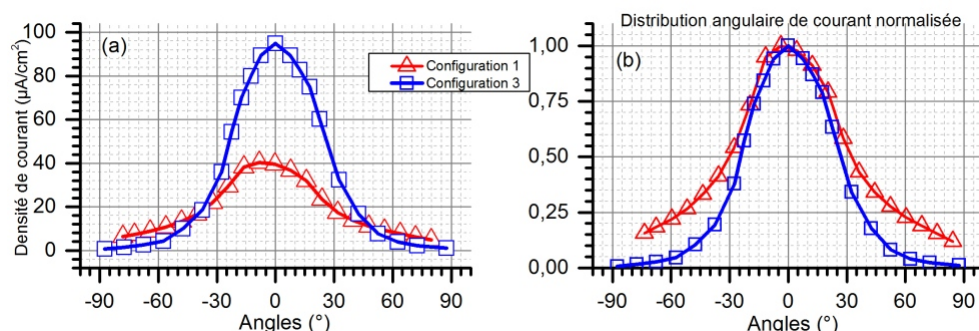 Distribution angulaire de courant normalisée
(a)
Densité de courant (µA/cm²)
100
80
60
40
20
0
-90 -60 -30 0 30 60 90
Angles (°)
Configuration 1
Configuration 3
(b)
1,00
0,75
0,50
0,25
0,00
-90 -60 -30 0 30 60 90
Angles (°)